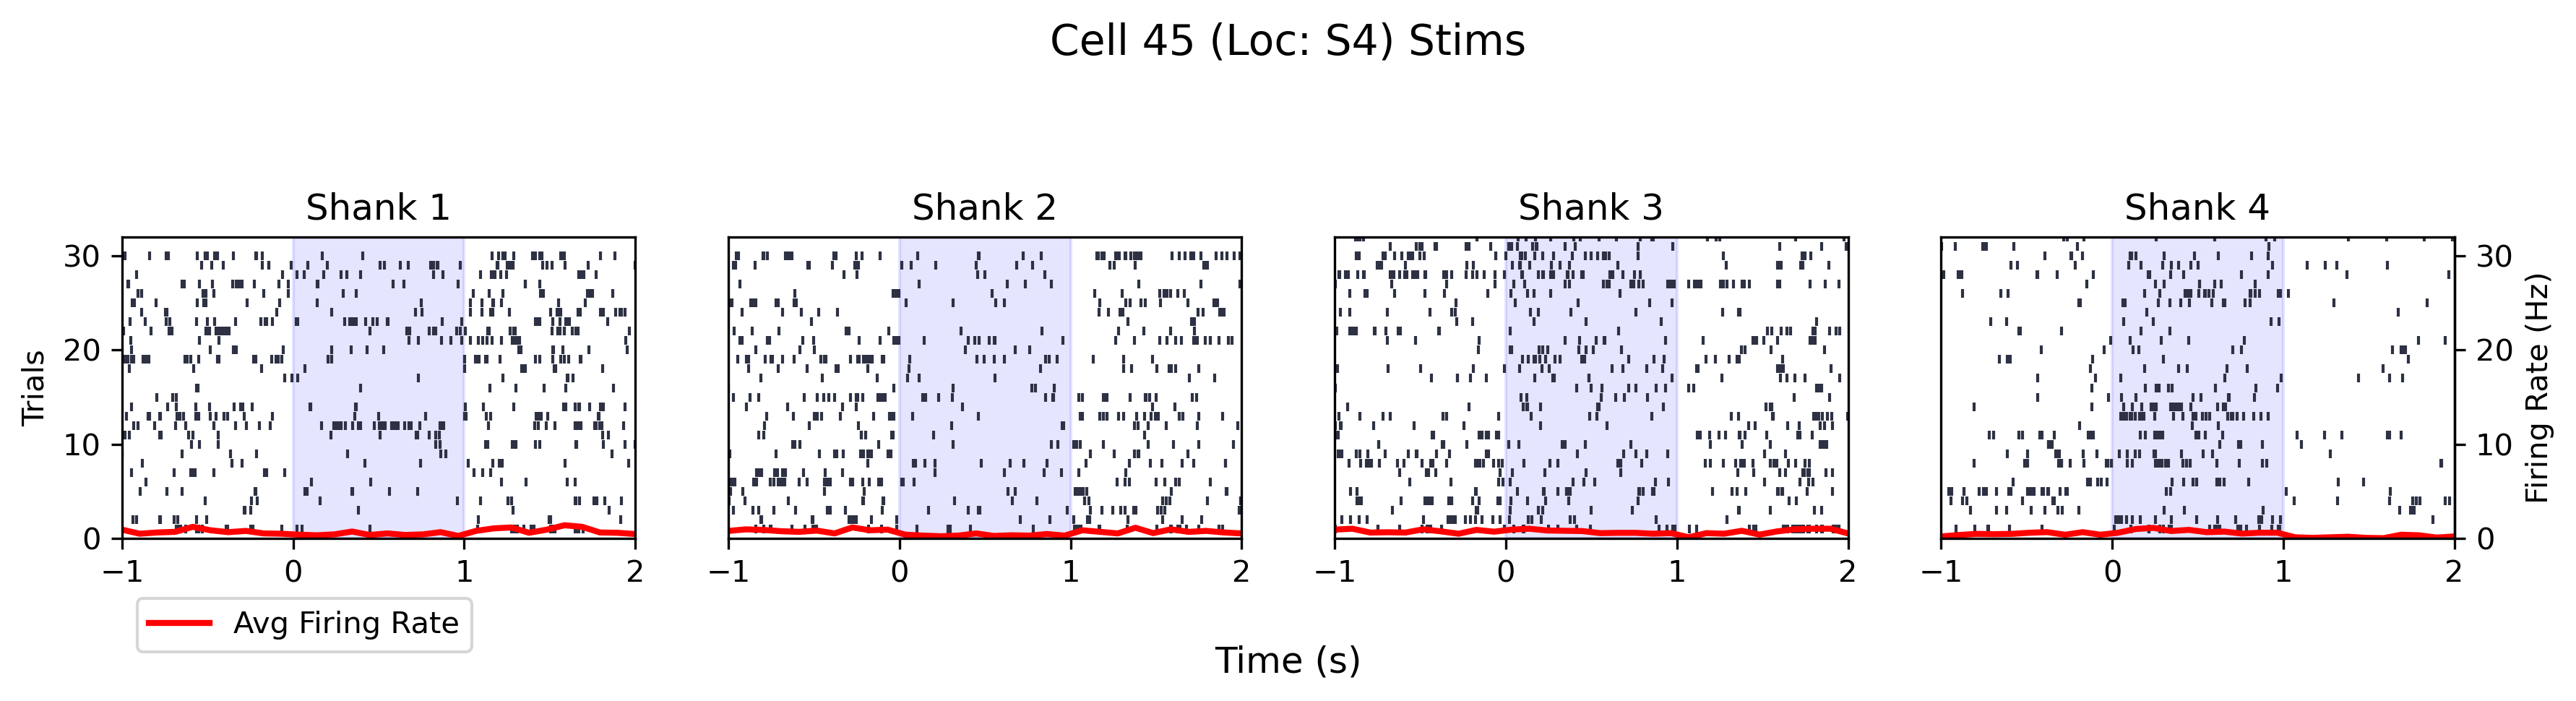 Cell 45 (Loc: S4) Stims
Shank 1
Shank 2
Shank 3
Shank 4
Trials
30
20
10
0
−1 0 1 2
−1 0 1 2
−1 0 1 2
−1 0 1 2
30
20
10
0
Firing Rate (Hz)
Avg Firing Rate
Time (s)